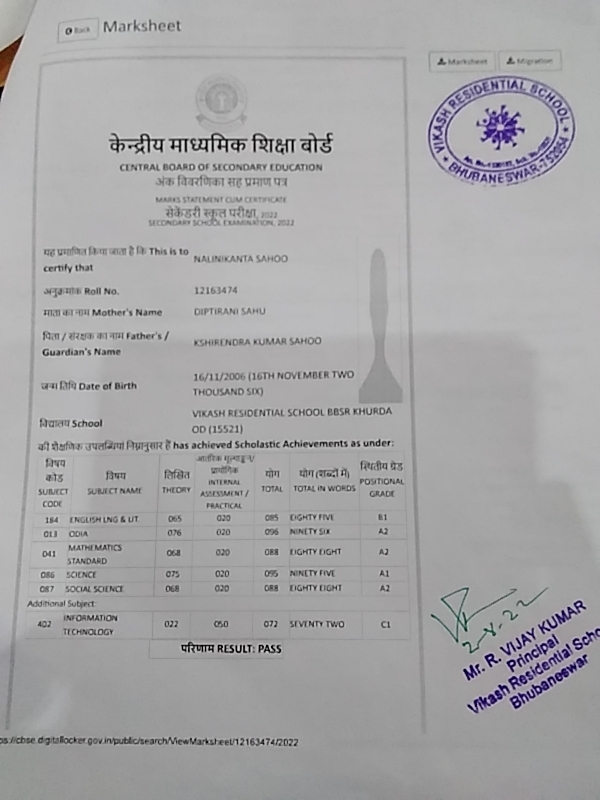 Back Marksheet
Marksheet Migration
VIKASH RESIDENTIAL SCHOOL
BHUBANESWAR-752054
केन्द्रीय माध्यमिक शिक्षा बोर्ड
CENTRAL BOARD OF SECONDARY EDUCATION
अंक विवरणिका सह प्रमाण पत्र
MARKS STATEMENT CUM CERTIFICATE
सेकेंडरी स्कूल परीक्षा, 2022
SECONDARY SCHOOL EXAMINATION, 2022
यह प्रमाणित किया जाता है कि This is to certify that NALINIKANTA SAHOO
अनुक्रमांक Roll No. 12163474
माता का नाम Mother's Name DIPTIRANI SAHU
पिता / संरक्षक का नाम Father's / Guardian's Name KSHIRENDRA KUMAR SAHOO
जन्म तिथि Date of Birth 16/11/2006 (16TH NOVEMBER TWO THOUSAND SIX)
विद्यालय School VIKASH RESIDENTIAL SCHOOL BBSR KHURDA OD (15521)
की शैक्षणिक उपलब्धियां निम्नानुसार हैं has achieved Scholastic Achievements as under:
विषय कोड SUBJECT CODE विषय SUBJECT NAME लिखित THEORY आंतरिक मूल्याङ्कन/ प्रायोगिक INTERNAL ASSESSMENT / PRACTICAL योग TOTAL योग (शब्दों में) TOTAL IN WORDS स्थितीय ग्रेड POSITIONAL GRADE
184 ENGLISH LNG & LIT. 065 020 085 EIGHTY FIVE B1
013 ODIA 076 020 096 NINETY SIX A2
041 MATHEMATICS STANDARD 068 020 088 EIGHTY EIGHT A2
086 SCIENCE 075 020 095 NINETY FIVE A1
087 SOCIAL SCIENCE 068 020 088 EIGHTY EIGHT A2
Additional Subject
402 INFORMATION TECHNOLOGY 022 050 072 SEVENTY TWO C1
परिणाम RESULT: PASS
2-8-22
Mr. R. VIJAY KUMAR
Principal
Vikash Residential Scho
Bhubaneswar
ps://cbse.digitallocker.gov.in/public/search/ViewMarksheet/12163474/2022